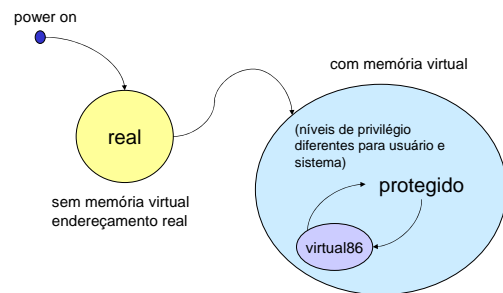 power on
com memória virtual
real
(níveis de privilégio
diferentes para usuário e
sistema)
protegido
sem memória virtual
endereçamento real
virtual86